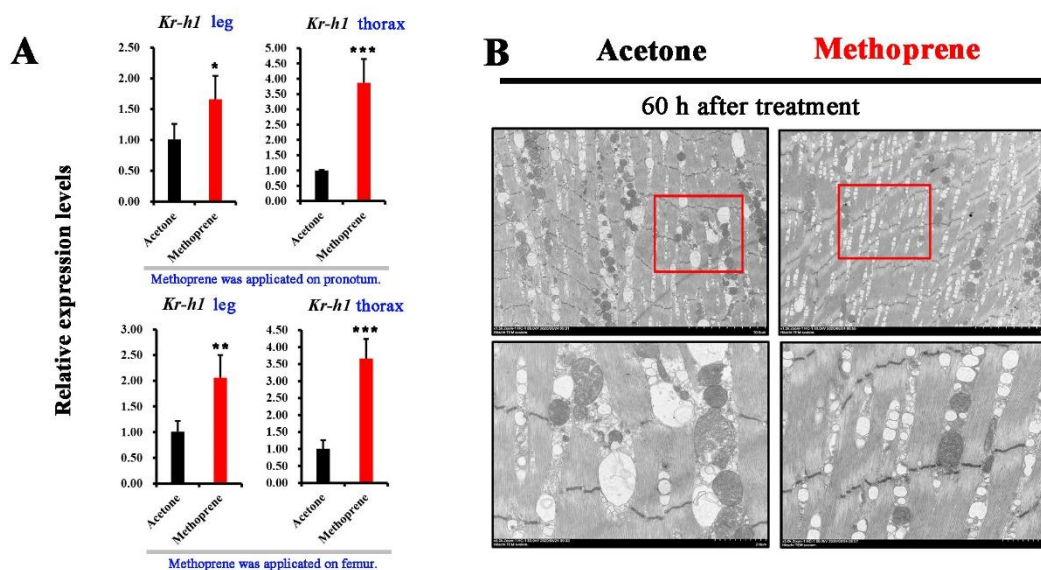 A
Relative expression levels
Kr-h1 leg
2.50
2.00
1.50
1.00
0.50
0.00
*
Acetone
Methoprene
Kr-h1 thorax
5.00
4.50
4.00
3.50
3.00
2.50
2.00
1.50
1.00
0.50
0.00
***
Acetone
Methoprene
Methoprene was applicated on pronotum.
Kr-h1 leg
3.00
2.50
2.00
1.50
1.00
0.50
0.00
**
Acetone
Methoprene
Kr-h1 thorax
4.50
4.00
3.50
3.00
2.50
2.00
1.50
1.00
0.50
0.00
***
Acetone
Methoprene
Methoprene was applicated on femur.
B
Acetone
Methoprene
60 h after treatment